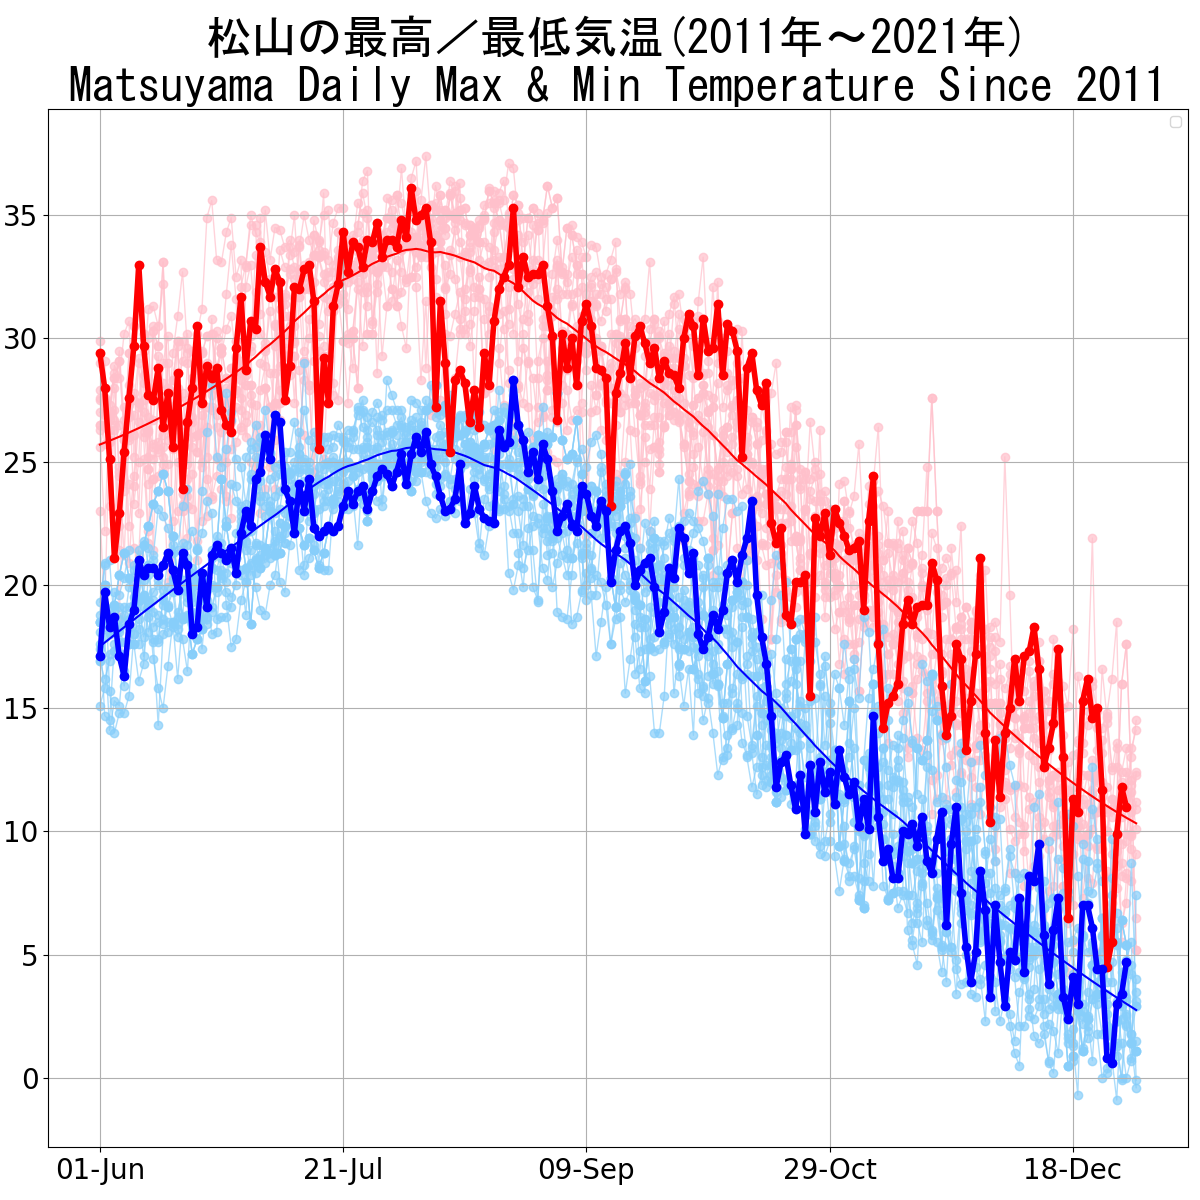 松山の最高／最低気温(2011年～2021年)
Matsuyama Daily Max & Min Temperature Since 2011
35
30
25
20
15
10
5
0
01-Jun 21-Jul 09-Sep 29-Oct 18-Dec